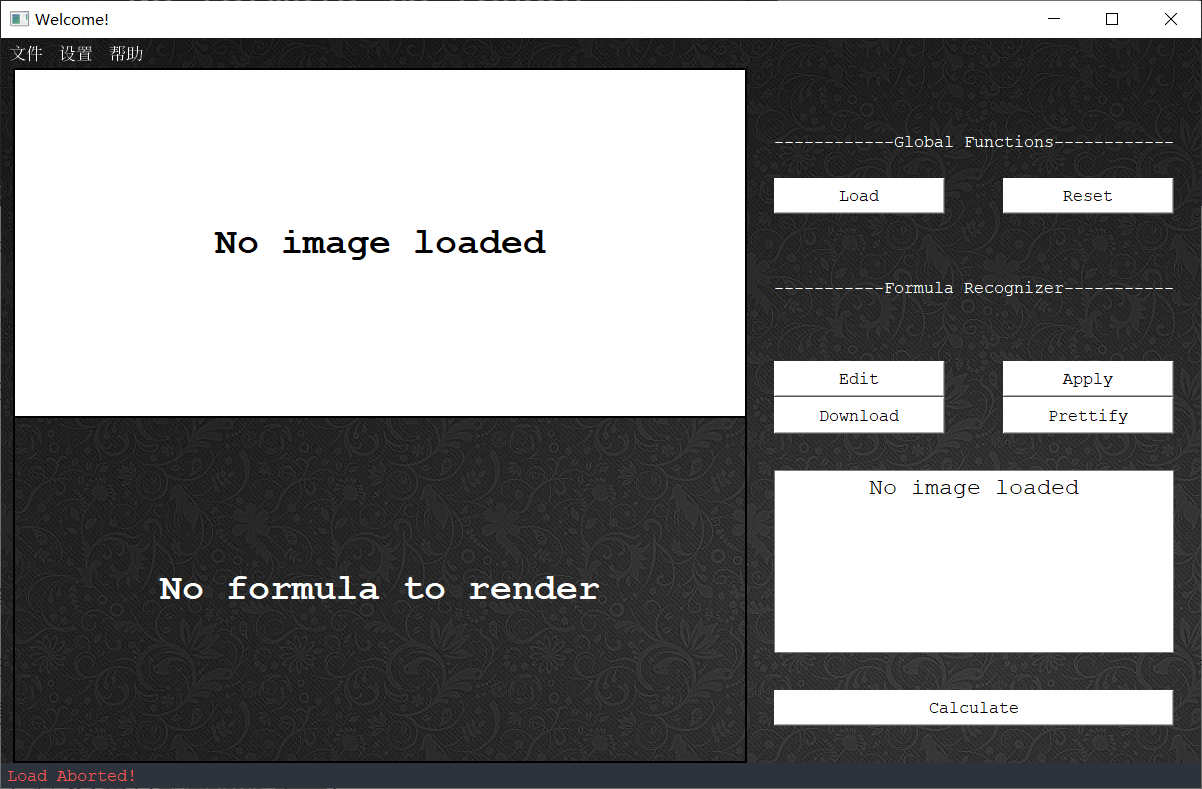 Welcome!
文件 设置 帮助
No image loaded
No formula to render
------------Global Functions------------
Load Reset
-----------Formula Recognizer-----------
Edit Apply
Download Prettify
No image loaded
Calculate
Load Aborted!